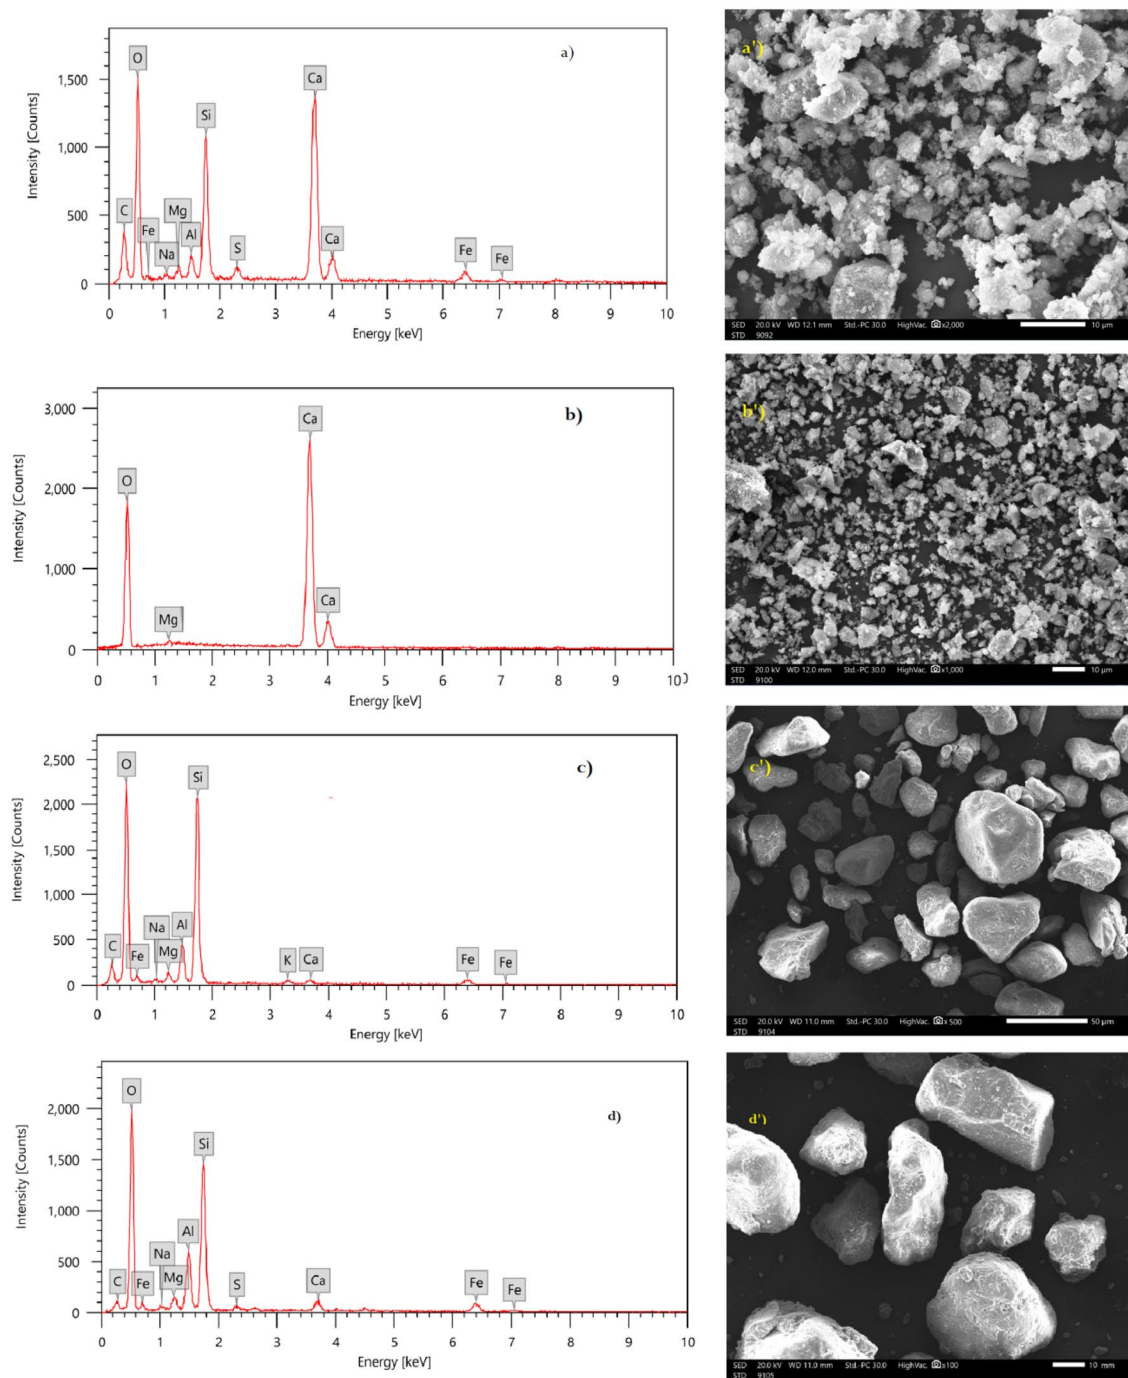 a)
O
Ca
Si
C
Fe
Mg
Na
Al
S
Ca
Fe
Fe
1,500
1,000
500
0
Intensity [Counts]
0 1 2 3 4 5 6 7 8 9 10
Energy [keV]
a')
SED 20.0 kV WD 12.1 mm Std.-PC 30.0 HighVac. x2,000 10 µm
STD 9092
b)
Ca
O
Mg
Ca
3,000
2,000
1,000
0
Intensity [Counts]
0 1 2 3 4 5 6 7 8 9 10
Energy [keV]
b')
SED 20.0 kV WD 12.0 mm Std.-PC 30.0 HighVac. x1,000 10 µm
STD 9100
c)
O
Si
C
Fe
Na
Mg
Al
K
Ca
Fe
Fe
2,500
2,000
1,500
1,000
500
0
Intensity [Counts]
0 1 2 3 4 5 6 7 8 9 10
Energy [keV]
c')
SED 20.0 kV WD 11.0 mm Std.-PC 30.0 HighVac. x500 50 µm
STD 9104
d)
O
Si
C
Fe
Na
Mg
Al
S
Ca
Fe
Fe
2,000
1,500
1,000
500
0
Intensity [Counts]
0 1 2 3 4 5 6 7 8 9 10
Energy [keV]
d')
SED 20.0 kV WD 11.0 mm Std.-PC 30.0 HighVac. x100 10 mm
STD 9105